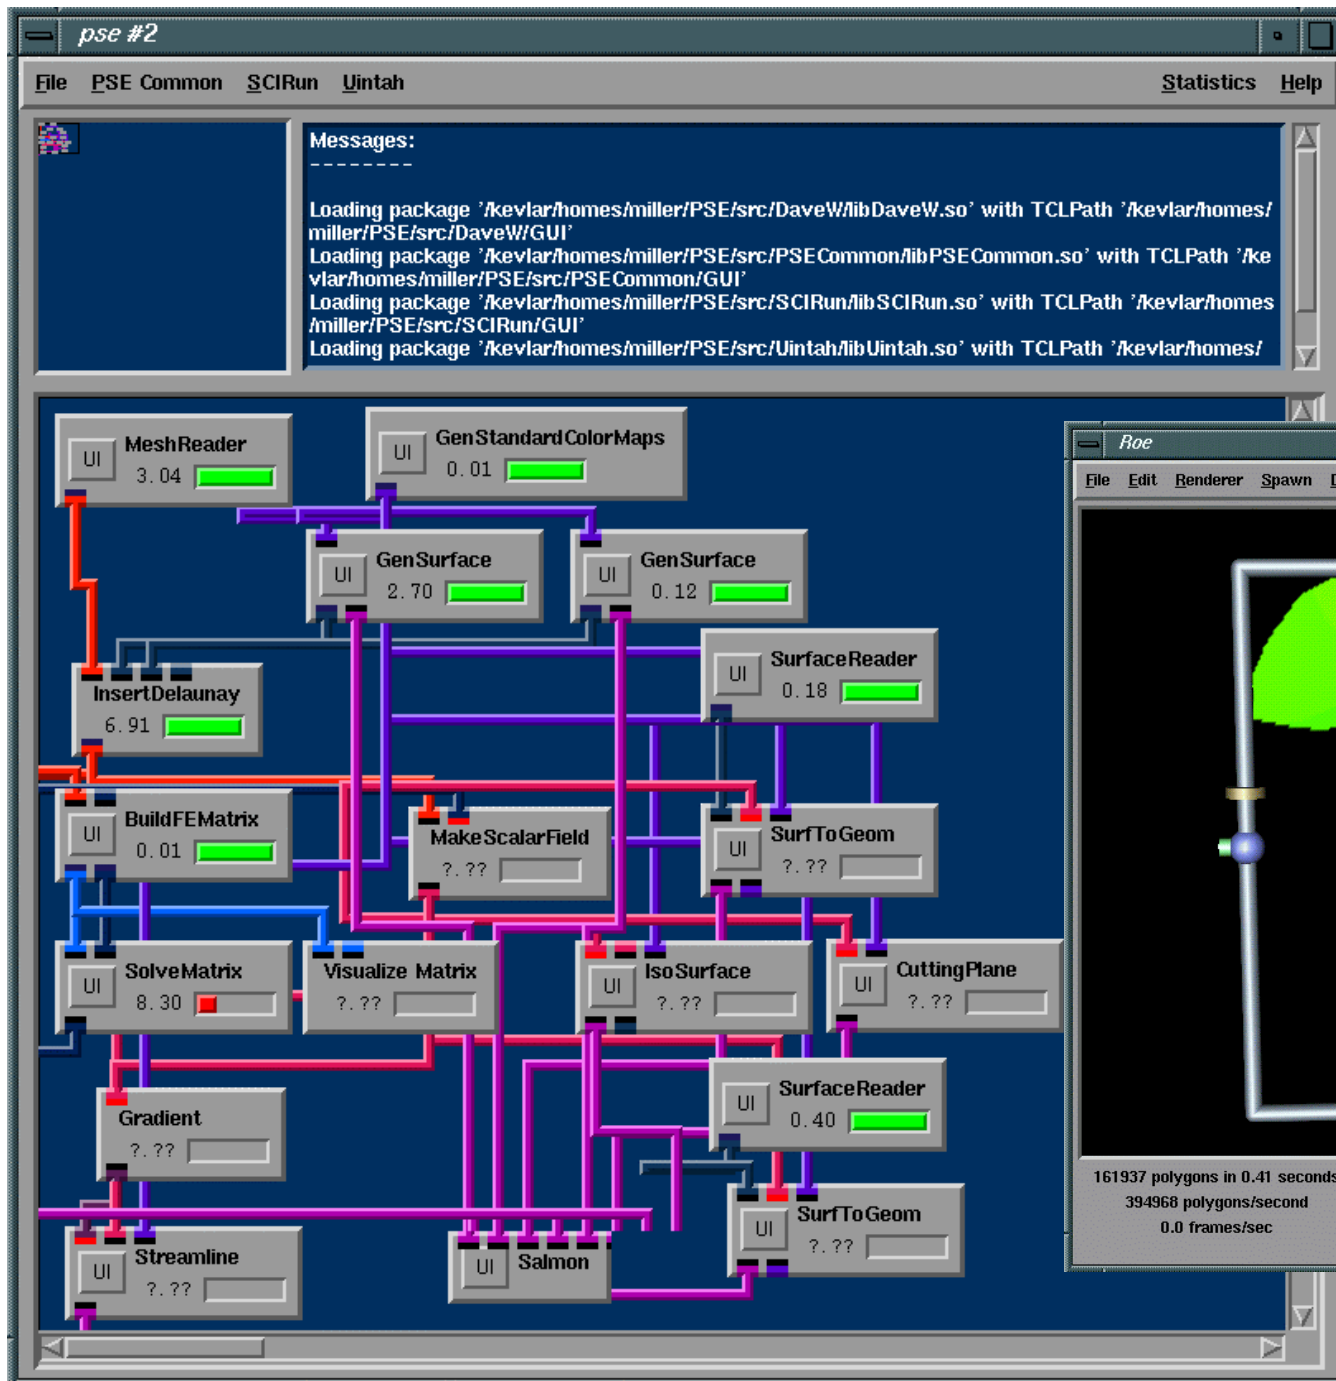 pse #2
File PSE Common SCIRun Uintah Statistics Help
Messages:
--------
Loading package '/kevlar/homes/miller/PSE/src/DaveW/libDaveW.so' with TCLPath '/kevlar/homes/
miller/PSE/src/DaveW/GUI'
Loading package '/kevlar/homes/miller/PSE/src/PSECommon/libPSECommon.so' with TCLPath '/ke
vlar/homes/miller/PSE/src/PSECommon/GUI'
Loading package '/kevlar/homes/miller/PSE/src/SCIRun/libSCIRun.so' with TCLPath '/kevlar/homes
/miller/PSE/src/SCIRun/GUI'
Loading package '/kevlar/homes/miller/PSE/src/Uintah/libUintah.so' with TCLPath '/kevlar/homes/
UI MeshReader
3.04
UI GenStandardColorMaps
0.01
UI GenSurface
2.70
UI GenSurface
0.12
UI SurfaceReader
0.18
InsertDelaunay
6.91
UI BuildFEMatrix
0.01
MakeScalarField
?.??
UI SurfToGeom
?.??
UI SolveMatrix
8.30
Visualize Matrix
?.??
UI IsoSurface
?.??
UI CuttingPlane
?.??
UI SurfaceReader
0.40
Gradient
?.??
UI SurfToGeom
?.??
UI Streamline
?.??
UI Salmon
Roe
File Edit Renderer Spawn
161937 polygons in 0.41 seconds
394968 polygons/second
0.0 frames/sec